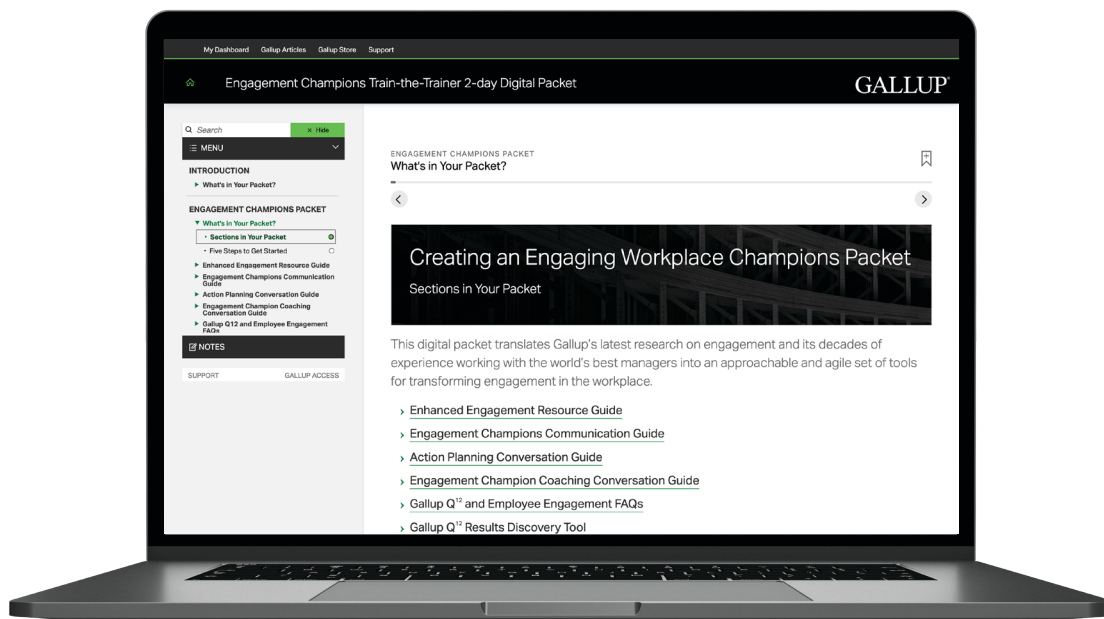 My Dashboard Gallup Articles Gallup Store Support
Engagement Champions Train-the-Trainer 2-day Digital Packet
GALLUP®
Search
× Hide
MENU
INTRODUCTION
What's in Your Packet?
ENGAGEMENT CHAMPIONS PACKET
What's in Your Packet?
Sections in Your Packet
Five Steps to Get Started
Enhanced Engagement Resource Guide
Engagement Champions Communication
Guide
Action Planning Conversation Guide
Engagement Champion Coaching
Conversation Guide
Gallup Q12 and Employee Engagement
FAQs
NOTES
SUPPORT GALLUP ACCESS
ENGAGEMENT CHAMPIONS PACKET
What's in Your Packet?
Creating an Engaging Workplace Champions Packet
Sections in Your Packet
This digital packet translates Gallup's latest research on engagement and its decades of
experience working with the world's best managers into an approachable and agile set of tools
for transforming engagement in the workplace.
› Enhanced Engagement Resource Guide
› Engagement Champions Communication Guide
› Action Planning Conversation Guide
› Engagement Champion Coaching Conversation Guide
› Gallup Q¹² and Employee Engagement FAQs
› Gallup Q¹² Results Discovery Tool